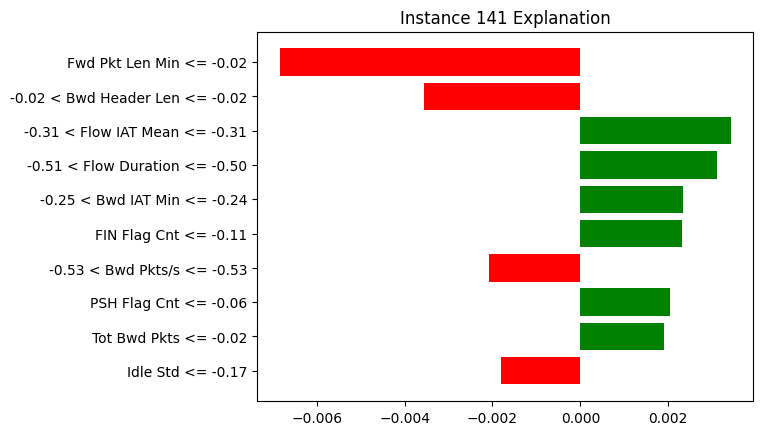 Instance 141 Explanation
Fwd Pkt Len Min <= -0.02
-0.02 < Bwd Header Len <= -0.02
-0.31 < Flow IAT Mean <= -0.31
-0.51 < Flow Duration <= -0.50
-0.25 < Bwd IAT Min <= -0.24
FIN Flag Cnt <= -0.11
-0.53 < Bwd Pkts/s <= -0.53
PSH Flag Cnt <= -0.06
Tot Bwd Pkts <= -0.02
Idle Std <= -0.17
−0.006 −0.004 −0.002 0.000 0.002